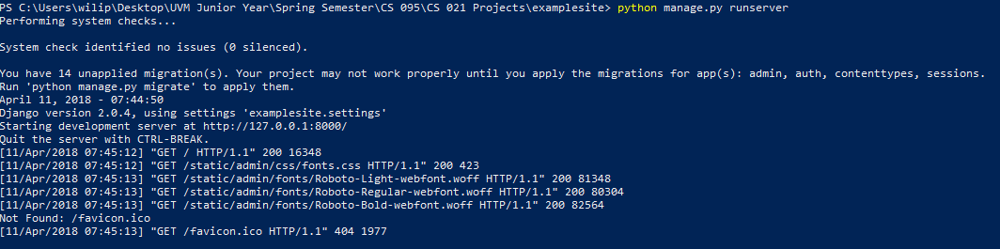 PS C:\Users\wilip\Desktop\UVM Junior Year\Spring Semester\CS 095\CS 021 Projects\examplesite> python manage.py runserver
Performing system checks...
System check identified no issues (0 silenced).
You have 14 unapplied migration(s). Your project may not work properly until you apply the migrations for app(s): admin, auth, contenttypes, sessions.
Run 'python manage.py migrate' to apply them.
April 11, 2018 - 07:44:50
Django version 2.0.4, using settings 'examplesite.settings'
Starting development server at http://127.0.0.1:8000/
Quit the server with CTRL-BREAK.
[11/Apr/2018 07:45:12] "GET / HTTP/1.1" 200 16348
[11/Apr/2018 07:45:12] "GET /static/admin/css/fonts.css HTTP/1.1" 200 423
[11/Apr/2018 07:45:13] "GET /static/admin/fonts/Roboto-Light-webfont.woff HTTP/1.1" 200 81348
[11/Apr/2018 07:45:13] "GET /static/admin/fonts/Roboto-Regular-webfont.woff HTTP/1.1" 200 80304
[11/Apr/2018 07:45:13] "GET /static/admin/fonts/Roboto-Bold-webfont.woff HTTP/1.1" 200 82564
Not Found: /favicon.ico
[11/Apr/2018 07:45:13] "GET /favicon.ico HTTP/1.1" 404 1977